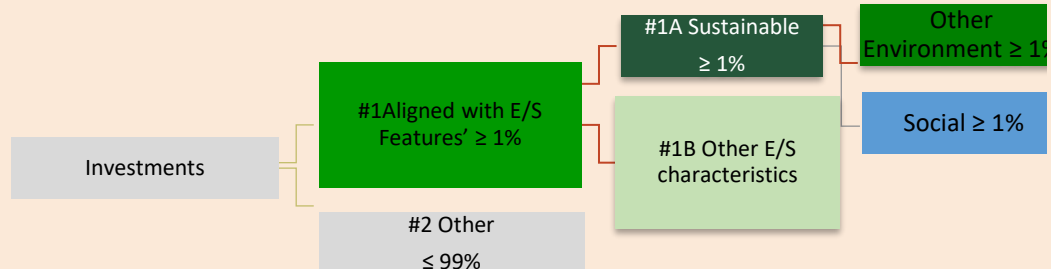 Investments
#1Aligned with E/S
Features’ ≥ 1%
#2 Other
≤ 99%
#1A Sustainable
≥ 1%
#1B Other E/S
characteristics
Other
Environment ≥ 1%
Social ≥ 1%